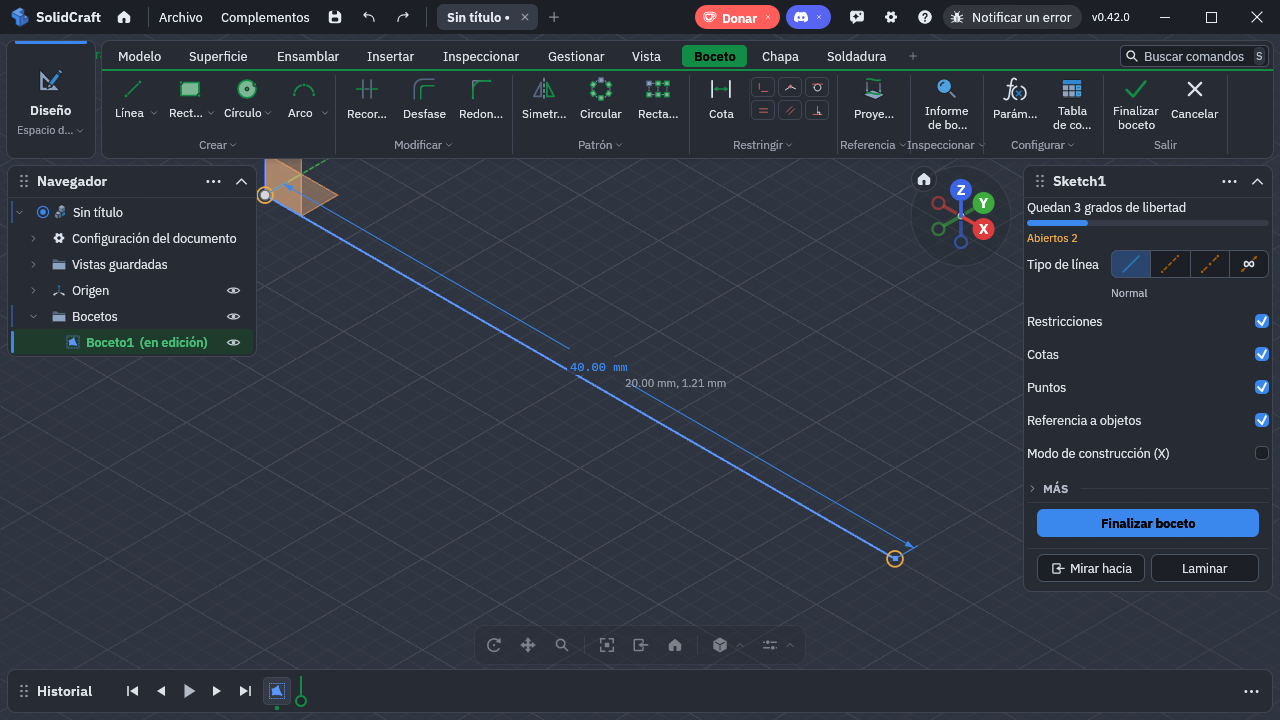 SolidCraft
Archivo
Complementos
Sin título •
Donar
Notificar un error
v0.42.0
Diseño
Espacio d...
Modelo
Superficie
Ensamblar
Insertar
Inspeccionar
Gestionar
Vista
Boceto
Chapa
Soldadura
Buscar comandos
S
Línea
Rect...
Círculo
Arco
Crear
Recor...
Desfase
Redon...
Modificar
Simetr...
Circular
Recta...
Patrón
Cota
Restringir
Proye...
Referencia
Informe
de bo...
Inspeccionar
Parám...
Tabla
de co...
Configurar
Finalizar
boceto
Cancelar
Salir
Navegador
Sin título
Configuración del documento
Vistas guardadas
Origen
Bocetos
Boceto1 (en edición)
40.00 mm
20.00 mm, 1.21 mm
Z
Y
X
Sketch1
Quedan 3 grados de libertad
Abiertos 2
Tipo de línea
Normal
Restricciones
Cotas
Puntos
Referencia a objetos
Modo de construcción (X)
MÁS
Finalizar boceto
Mirar hacia
Laminar
Historial